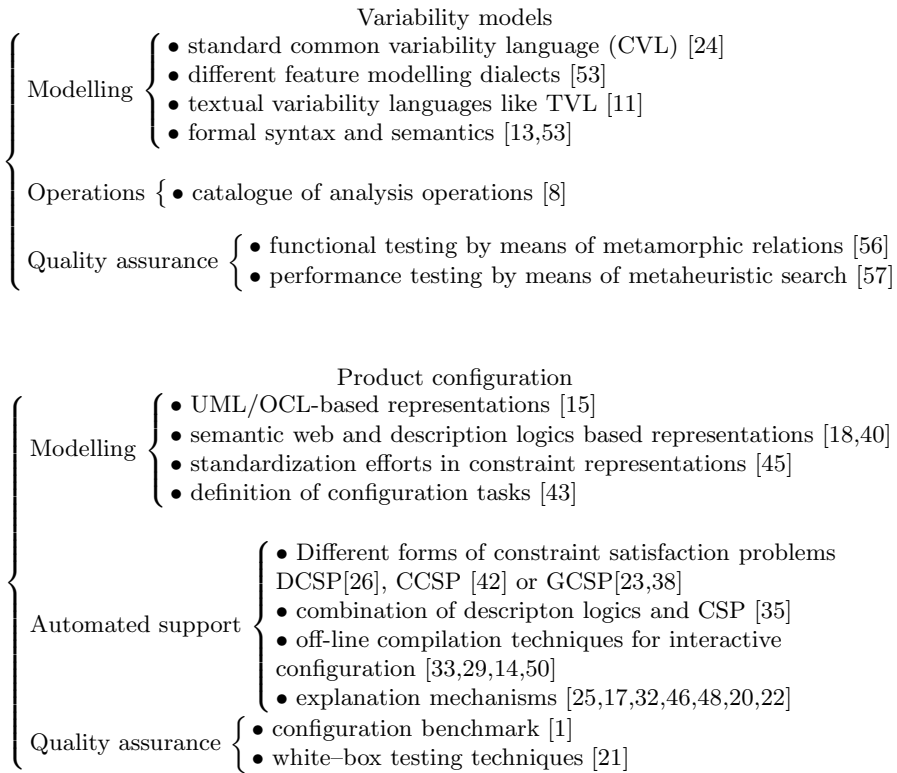 Variability models
Modelling
• standard common variability language (CVL) [24]
• different feature modelling dialects [53]
• textual variability languages like TVL [11]
• formal syntax and semantics [13,53]
Operations
• catalogue of analysis operations [8]
Quality assurance
• functional testing by means of metamorphic relations [56]
• performance testing by means of metaheuristic search [57]
Product configuration
Modelling
• UML/OCL-based representations [15]
• semantic web and description logics based representations [18,40]
• standardization efforts in constraint representations [45]
• definition of configuration tasks [43]
Automated support
• Different forms of constraint satisfaction problems
DCSP[26], CCSP [42] or GCSP[23,38]
• combination of descripton logics and CSP [35]
• off-line compilation techniques for interactive
configuration [33,29,14,50]
• explanation mechanisms [25,17,32,46,48,20,22]
Quality assurance
• configuration benchmark [1]
• white–box testing techniques [21]